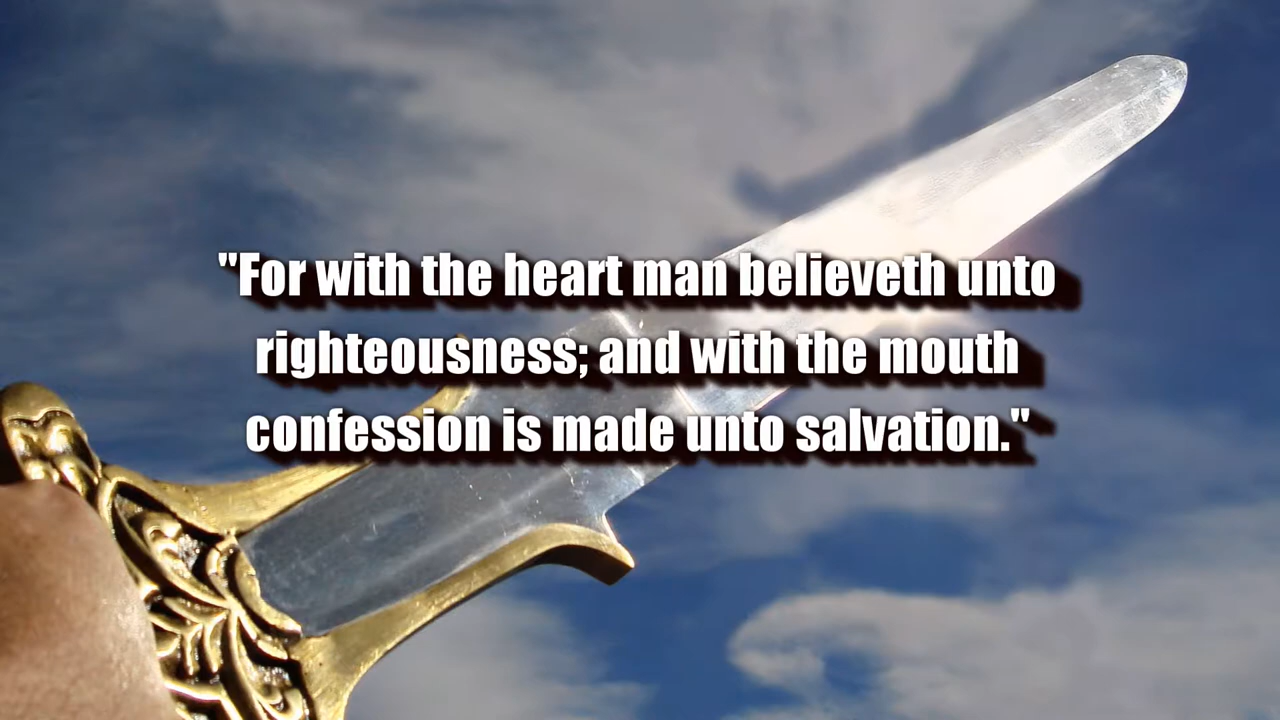 "For with the heart man believeth unto
righteousness; and with the mouth
confession is made unto salvation."